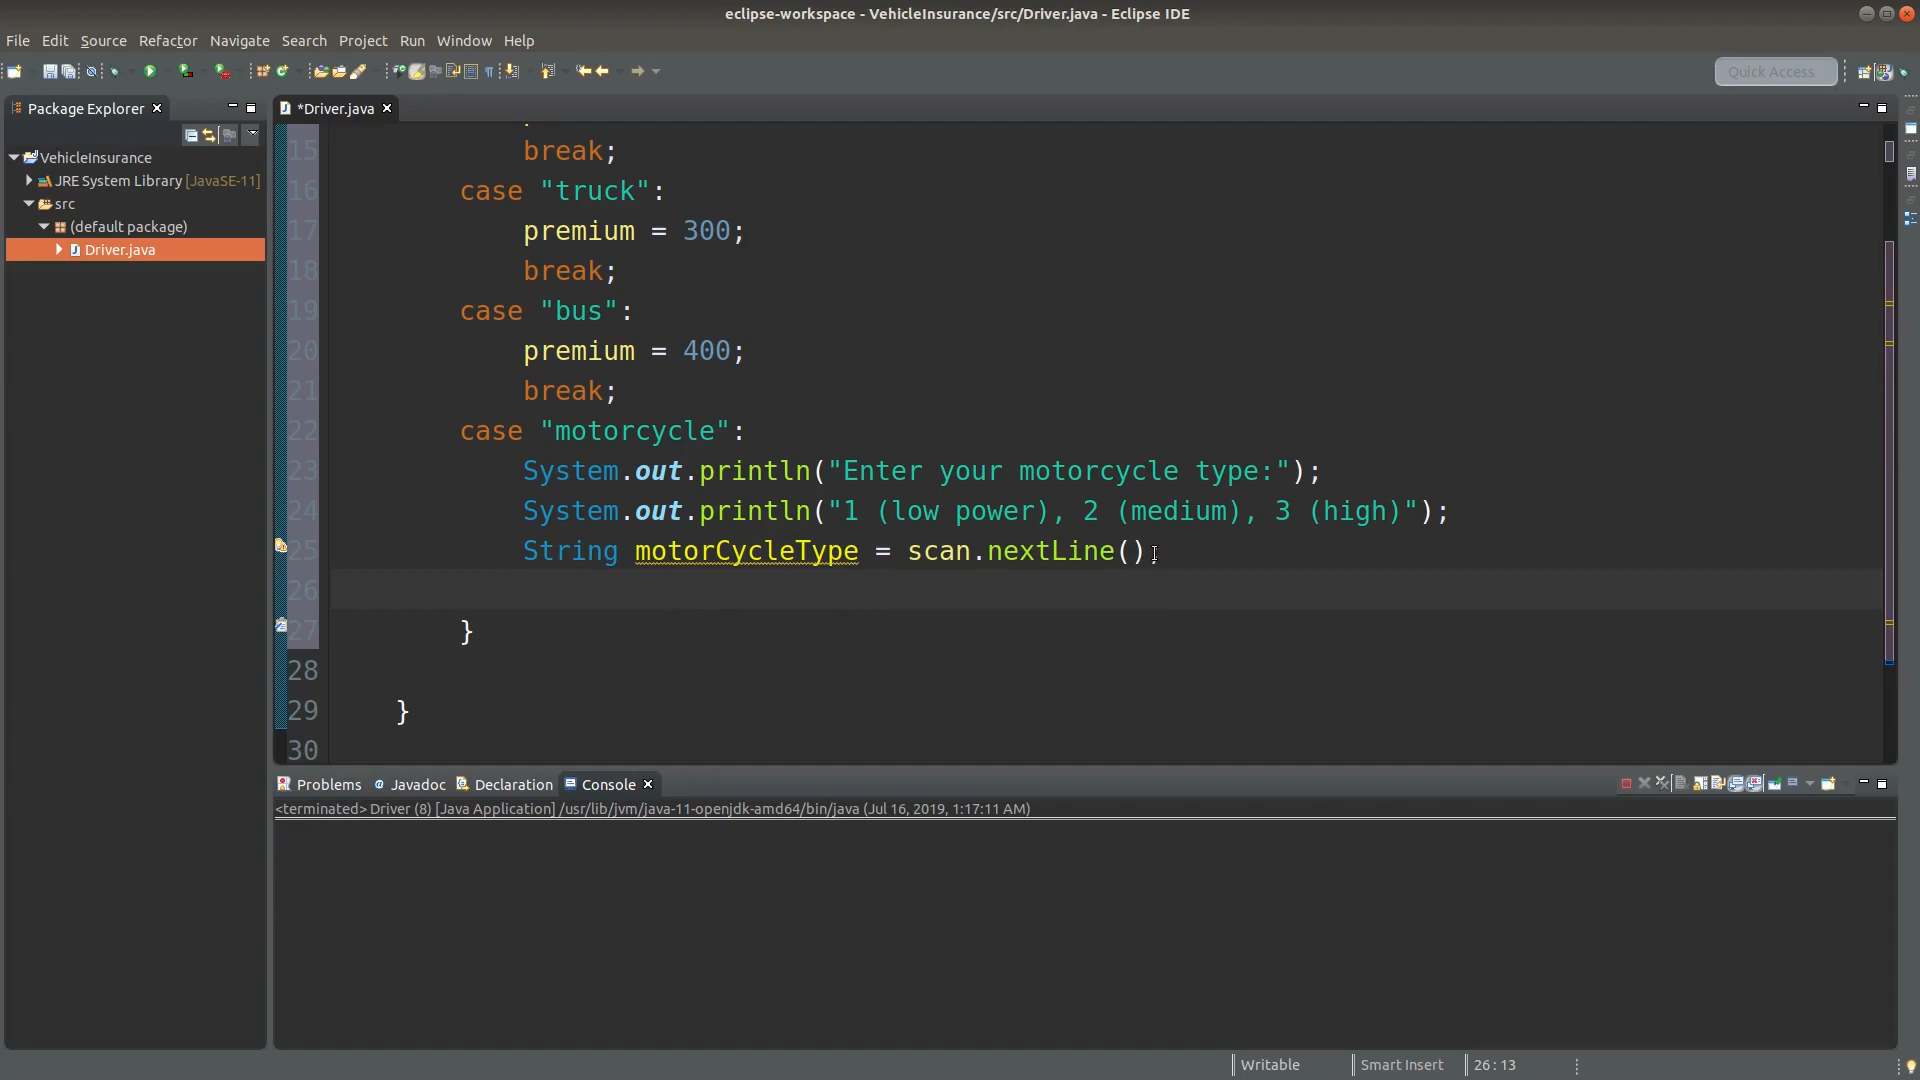 eclipse-workspace - VehicleInsurance/src/Driver.java - Eclipse IDE
File Edit Source Refactor Navigate Search Project Run Window Help
Quick Access
Package Explorer
*Driver.java
VehicleInsurance
JRE System Library [JavaSE-11]
src
(default package)
Driver.java
15 break;
16 case "truck":
17 premium = 300;
18 break;
19 case "bus":
20 premium = 400;
21 break;
22 case "motorcycle":
23 System.out.println("Enter your motorcycle type:");
24 System.out.println("1 (low power), 2 (medium), 3 (high)");
25 String motorCycleType = scan.nextLine();
26
27 }
28
29 }
30
Problems @ Javadoc Declaration Console
<terminated> Driver (8) [Java Application] /usr/lib/jvm/java-11-openjdk-amd64/bin/java (Jul 16, 2019, 1:17:11 AM)
Writable Smart Insert 26 : 13